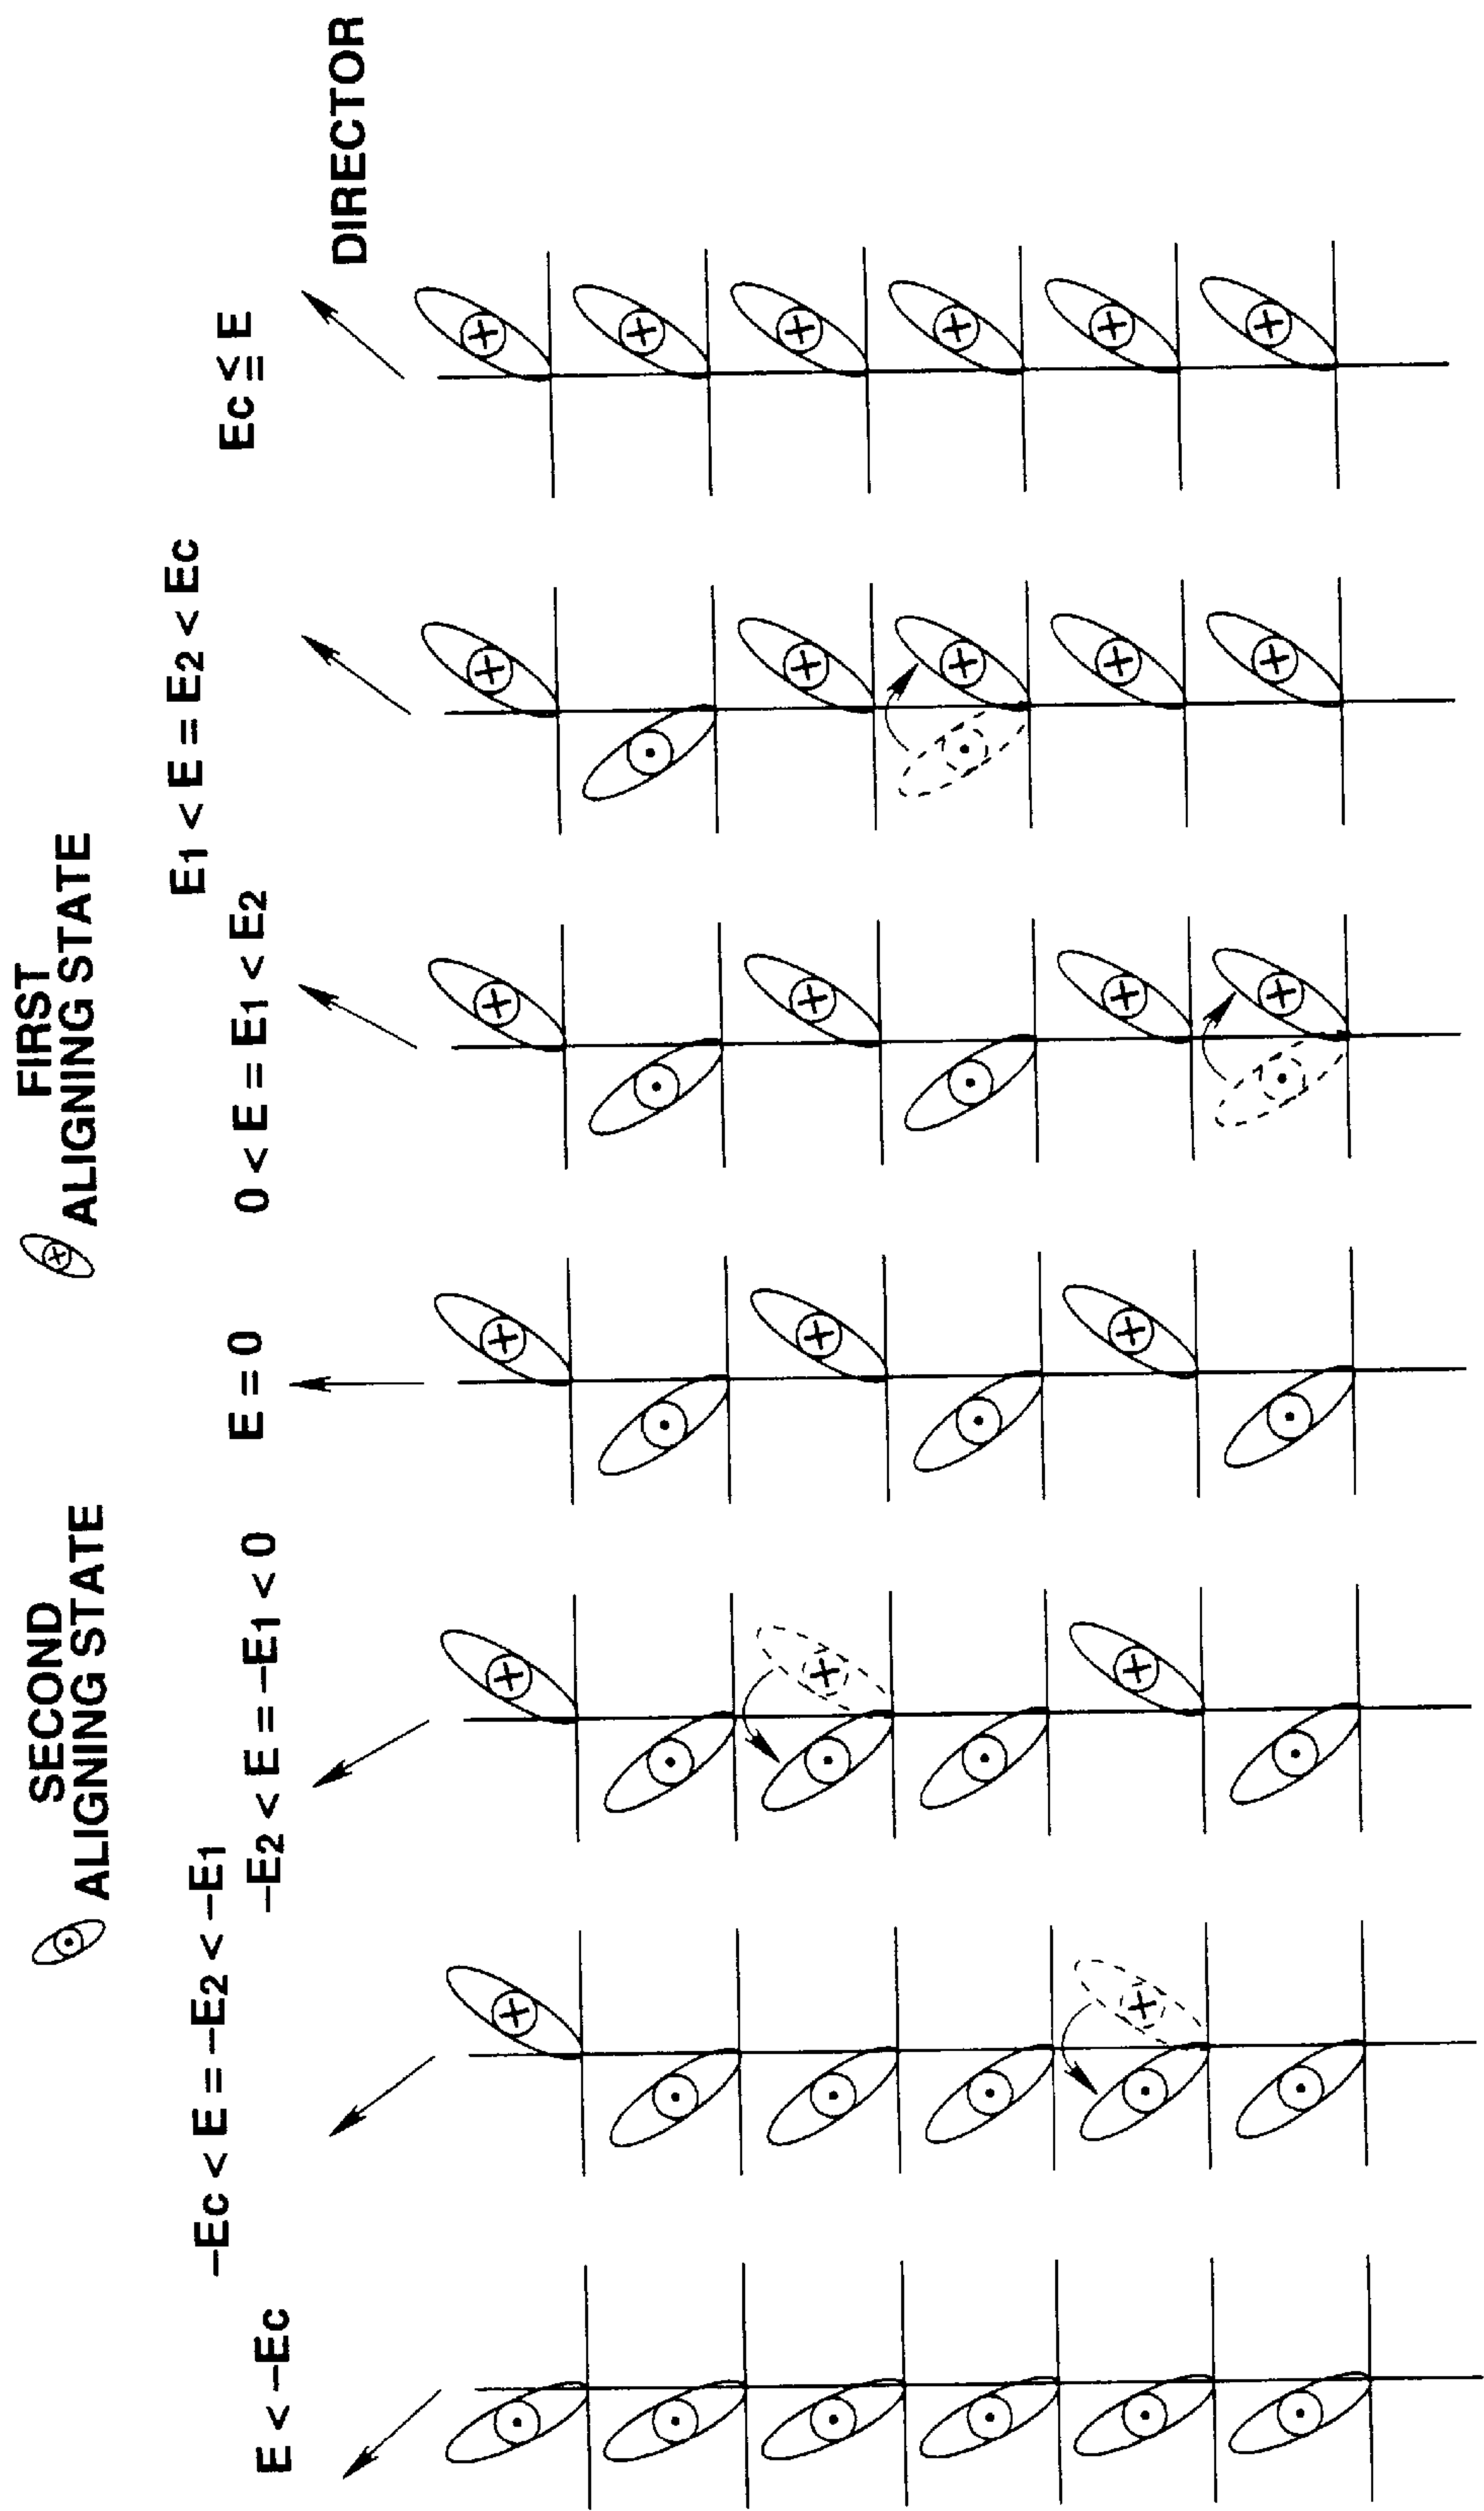 SECOND
ALIGNING STATE
FIRST
ALIGNING STATE
E < −EC
−EC < E = −E2 < −E1
−E2 < E = −E1 < 0
E = 0
0 < E = E1 < E2
E1 < E = E2 < EC
EC ≦ E
DIRECTOR